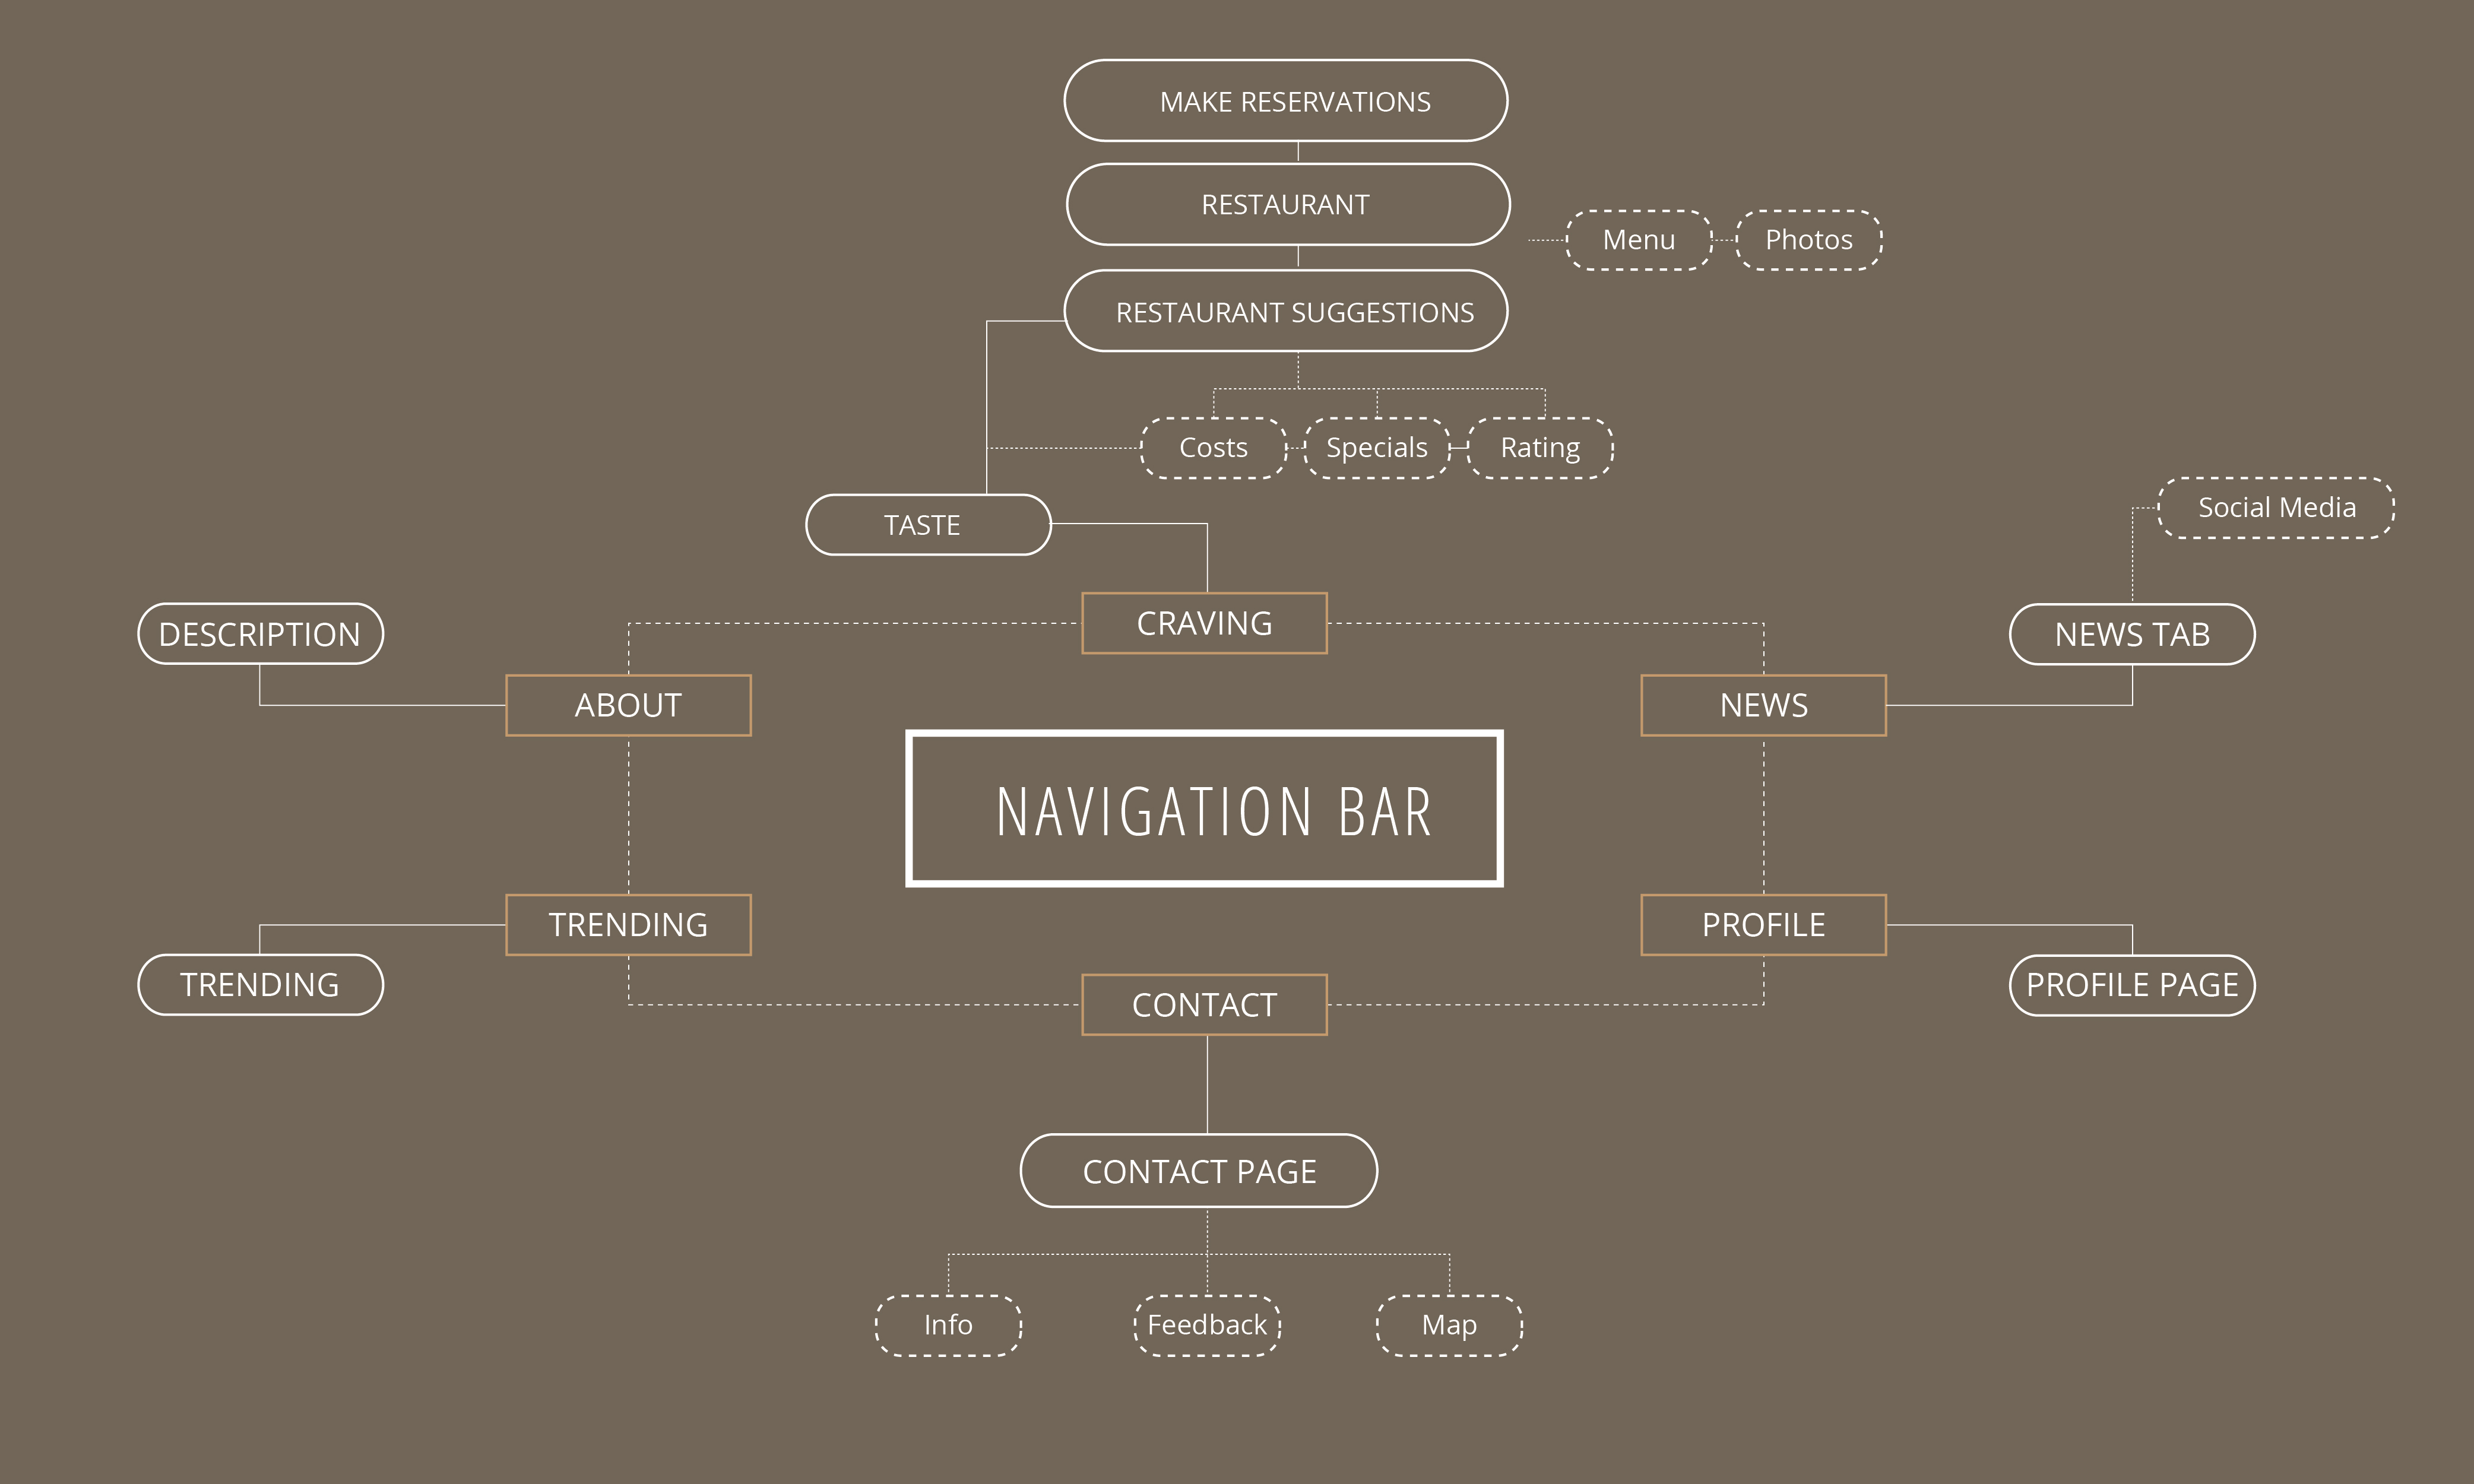 MAKE RESERVATIONS
RESTAURANT
Menu
Photos
RESTAURANT SUGGESTIONS
Costs
Specials
Rating
Social Media
TASTE
CRAVING
DESCRIPTION
NEWS TAB
ABOUT
NEWS
NAVIGATION BAR
TRENDING
PROFILE
TRENDING
PROFILE PAGE
CONTACT
CONTACT PAGE
Info
Feedback
Map